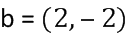 b = (2, – 2)